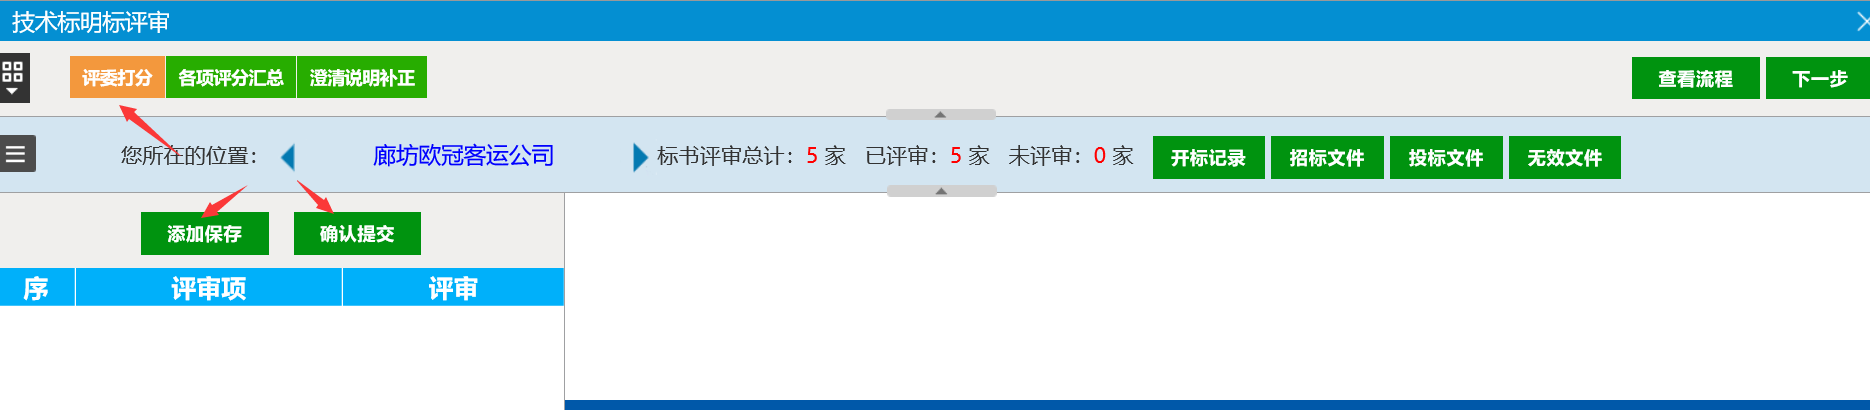 技术标明标评审
评委打分 各项评分汇总 澄清说明补正 查看流程 下一步
您所在的位置： 廊坊欧冠客运公司 标书评审总计：5 家 已评审：5 家 未评审：0 家 开标记录 招标文件 投标文件 无效文件
添加保存 确认提交
序 评审项 评审